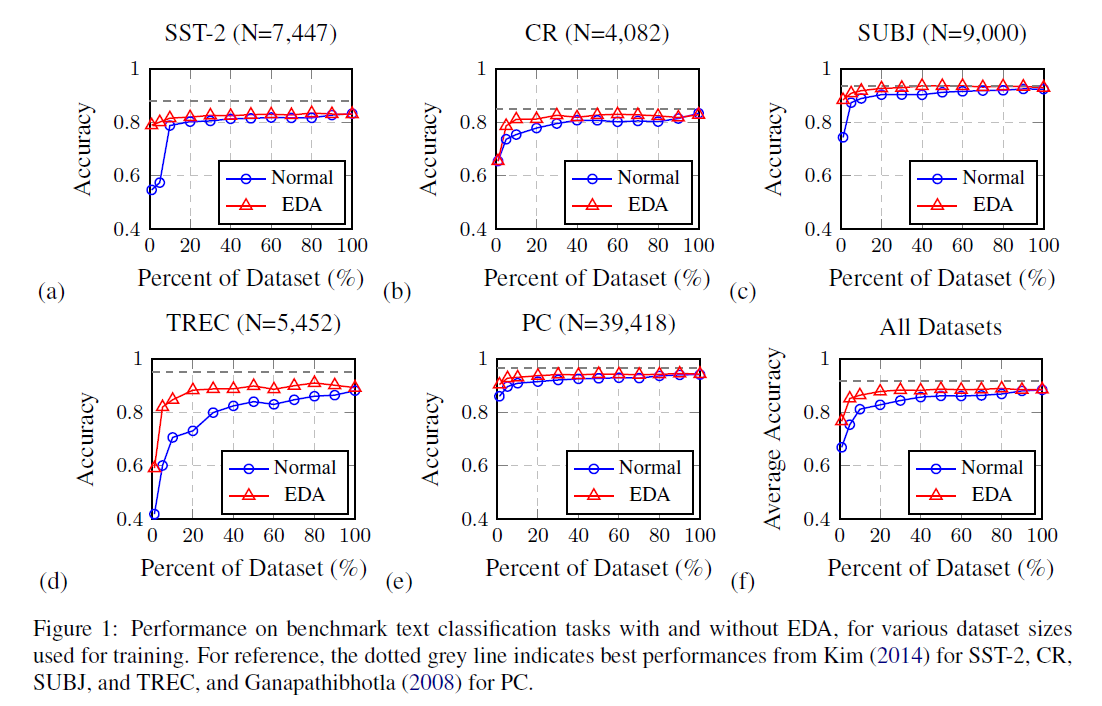 SST-2 (N=7,447)
1
0.8
0.6
0.4
Accuracy
Normal
EDA
0 20 40 60 80 100
Percent of Dataset (%)
(a)
CR (N=4,082)
1
0.8
0.6
0.4
Accuracy
Normal
EDA
0 20 40 60 80 100
Percent of Dataset (%)
(b)
SUBJ (N=9,000)
1
0.8
0.6
0.4
Accuracy
Normal
EDA
0 20 40 60 80 100
Percent of Dataset (%)
(c)
TREC (N=5,452)
1
0.8
0.6
0.4
Accuracy
Normal
EDA
0 20 40 60 80 100
Percent of Dataset (%)
(d)
PC (N=39,418)
1
0.8
0.6
0.4
Accuracy
Normal
EDA
0 20 40 60 80 100
Percent of Dataset (%)
(e)
All Datasets
1
0.8
0.6
0.4
Average Accuracy
Normal
EDA
0 20 40 60 80 100
Percent of Dataset (%)
(f)
Figure 1: Performance on benchmark text classification tasks with and without EDA, for various dataset sizes
used for training. For reference, the dotted grey line indicates best performances from Kim (2014) for SST-2, CR,
SUBJ, and TREC, and Ganapathibhotla (2008) for PC.